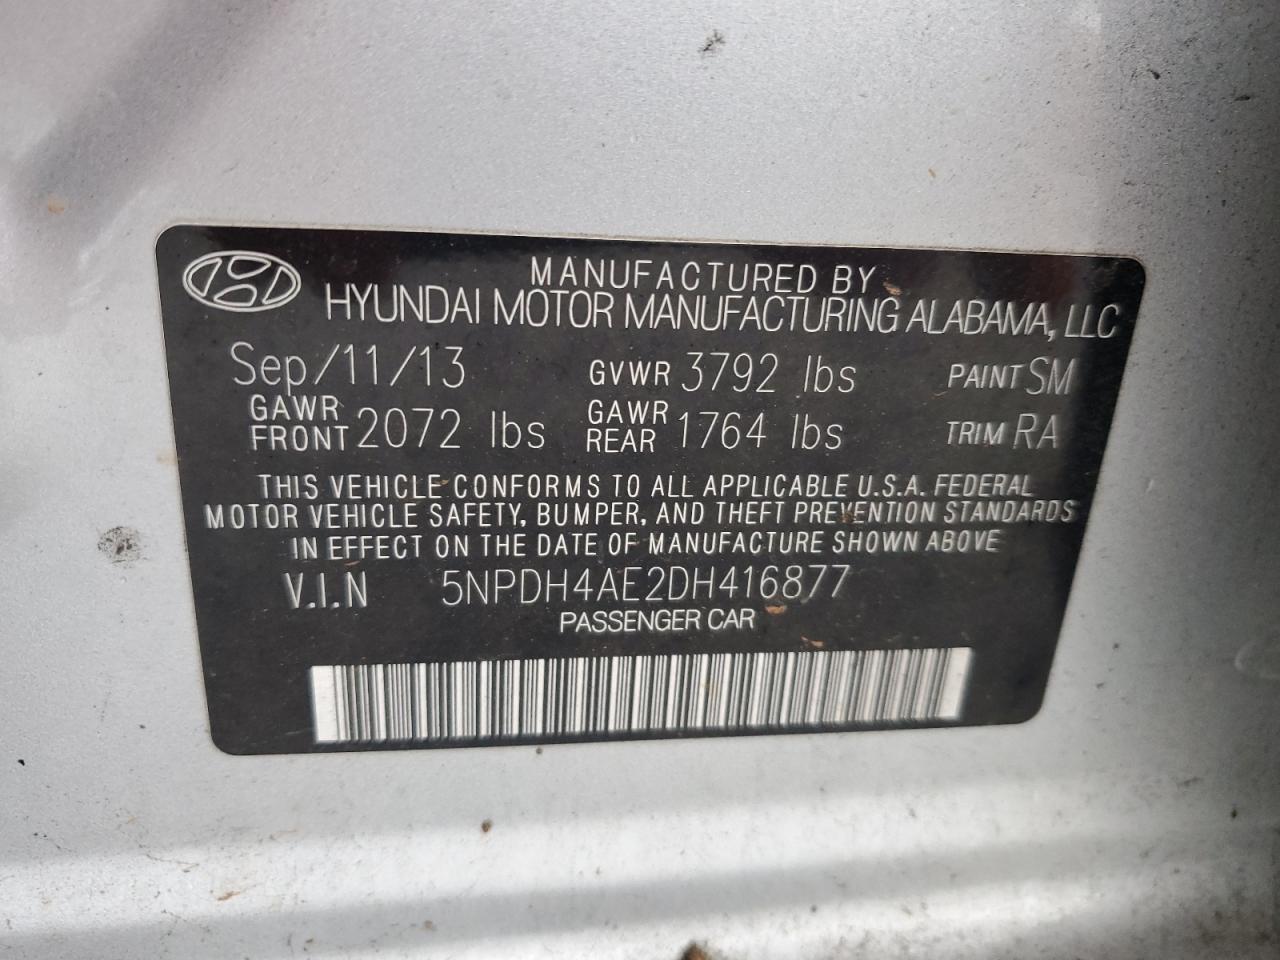 MANUFACTURED BY
HYUNDAI MOTOR MANUFACTURING ALABAMA, LLC
Sep/11/13 GVWR 3792 lbs PAINT SM
GAWR FRONT 2072 lbs GAWR REAR 1764 lbs TRIM RA
THIS VEHICLE CONFORMS TO ALL APPLICABLE U.S.A. FEDERAL
MOTOR VEHICLE SAFETY, BUMPER, AND THEFT PREVENTION STANDARDS
IN EFFECT ON THE DATE OF MANUFACTURE SHOWN ABOVE
V.I.N 5NPDH4AE2DH416877
PASSENGER CAR